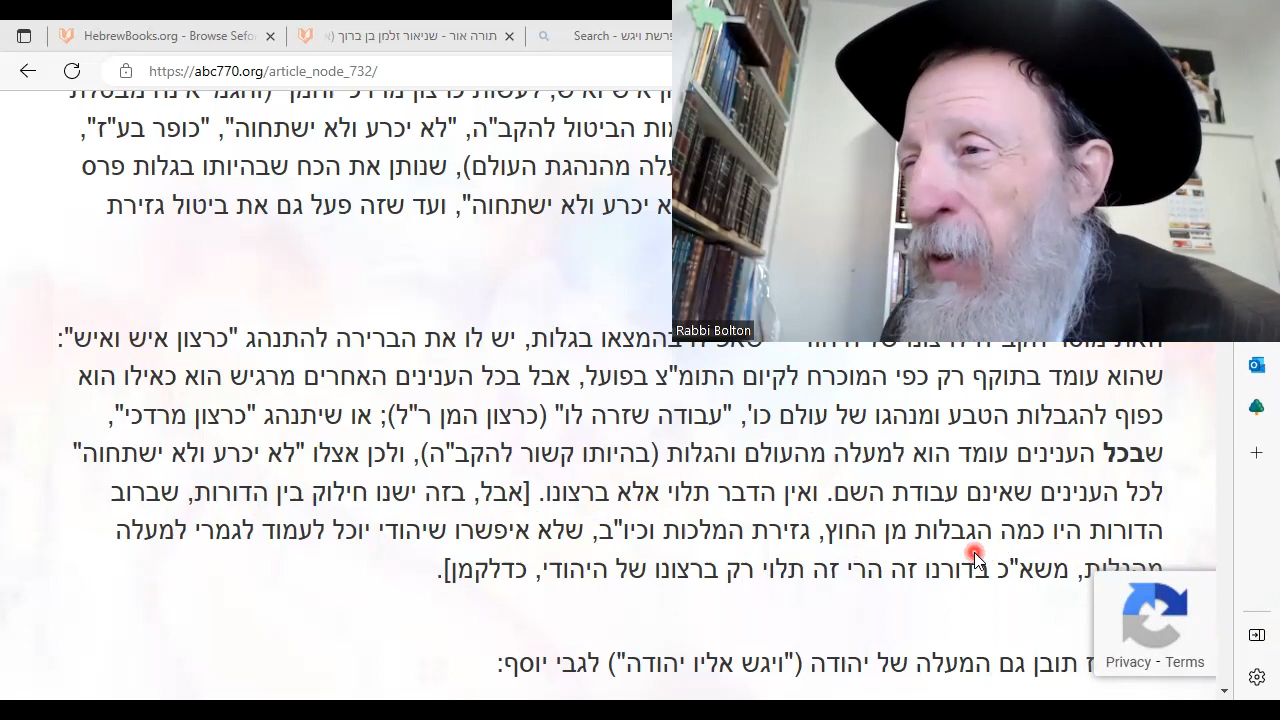 HebrewBooks.org - Browse Sefo
תורה אור - שניאור זלמן בן ברוך (א
Search - פרשת ויגש
https://abc770.org/article_node_732/
מות הביטול להקב"ה, "לא יכרע ולא ישתחוה", "כופר בע"ז",
עלה מהנהגת העולם), שנותן את הכח שבהיותו בגלות פרס
א יכרע ולא ישתחוה", ועד שזה פעל גם את ביטול גזירת
Rabbi Bolton
בהמצאו בגלות, יש לו את הברירה להתנהג "כרצון איש ואיש":
שהוא עומד בתוקף רק כפי המוכרח לקיום התומ"צ בפועל, אבל בכל הענינים האחרים מרגיש הוא כאילו הוא
כפוף להגבלות הטבע ומנהגו של עולם כו', "עבודה שזרה לו" (כרצון המן ר"ל); או שיתנהג "כרצון מרדכי",
שבכל הענינים עומד הוא למעלה מהעולם והגלות (בהיותו קשור להקב"ה), ולכן אצלו "לא יכרע ולא ישתחוה"
לכל הענינים שאינם עבודת השם. ואין הדבר תלוי אלא ברצונו. [אבל, בזה ישנו חילוק בין הדורות, שברוב
הדורות היו כמה הגבלות מן החוץ, גזירת המלכות וכיו"ב, שלא איפשרו שיהודי יוכל לעמוד לגמרי למעלה
מהגלות, משא"כ בדורנו זה הרי זה תלוי רק ברצונו של היהודי, כדלקמן].
Privacy - Terms
תובן גם המעלה של יהודה ("ויגש אליו יהודה") לגבי יוסף: